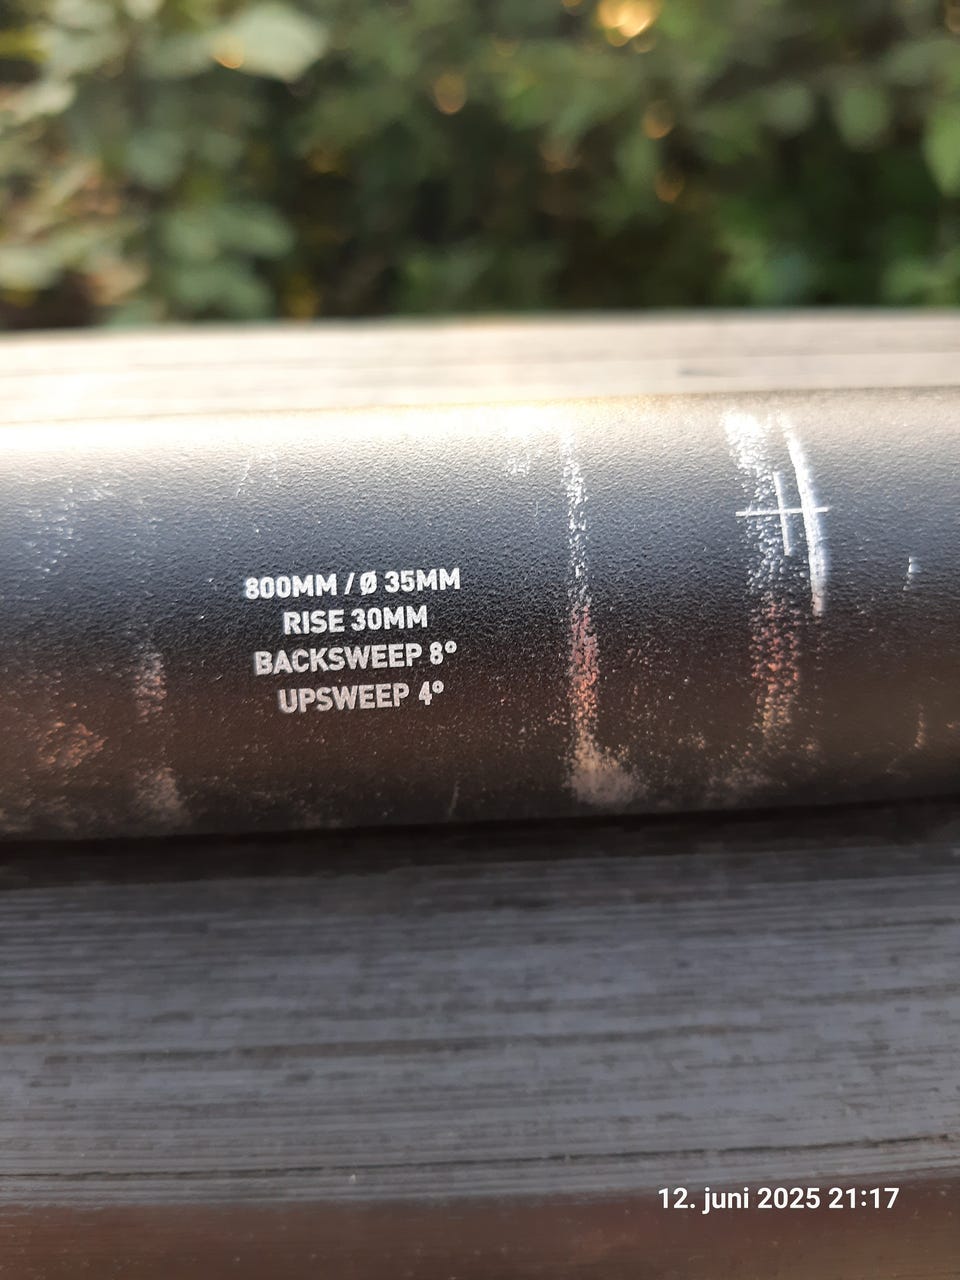 800MM / Ø 35MM
RISE 30MM
BACKSWEEP 8°
UPSWEEP 4°
12. juni 2025 21:17